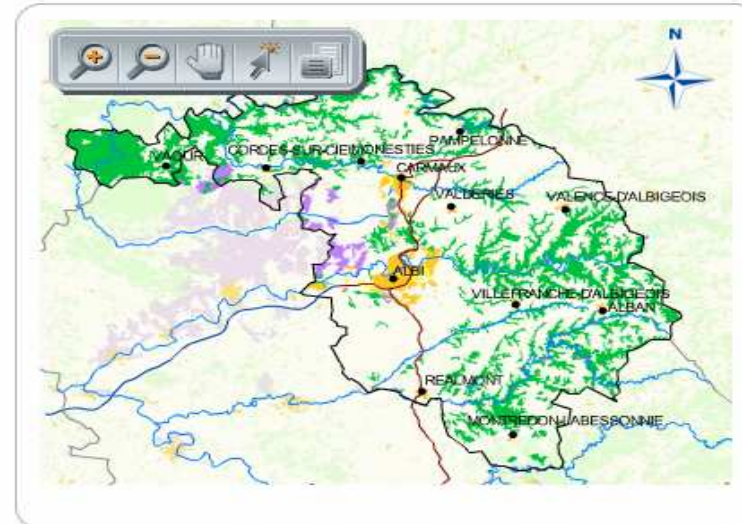 N
PAMPELONNE
VAOUR
CORDES-SUR-CIEL
MONESTIES
CARMAUX
VALDERIES
VALENCE-D'ALBIGEOIS
ALBI
VILLEFRANCHE-D'ALBIGEOIS
ALBAN
REALMONT
MONTREDON-LABESSONNIE